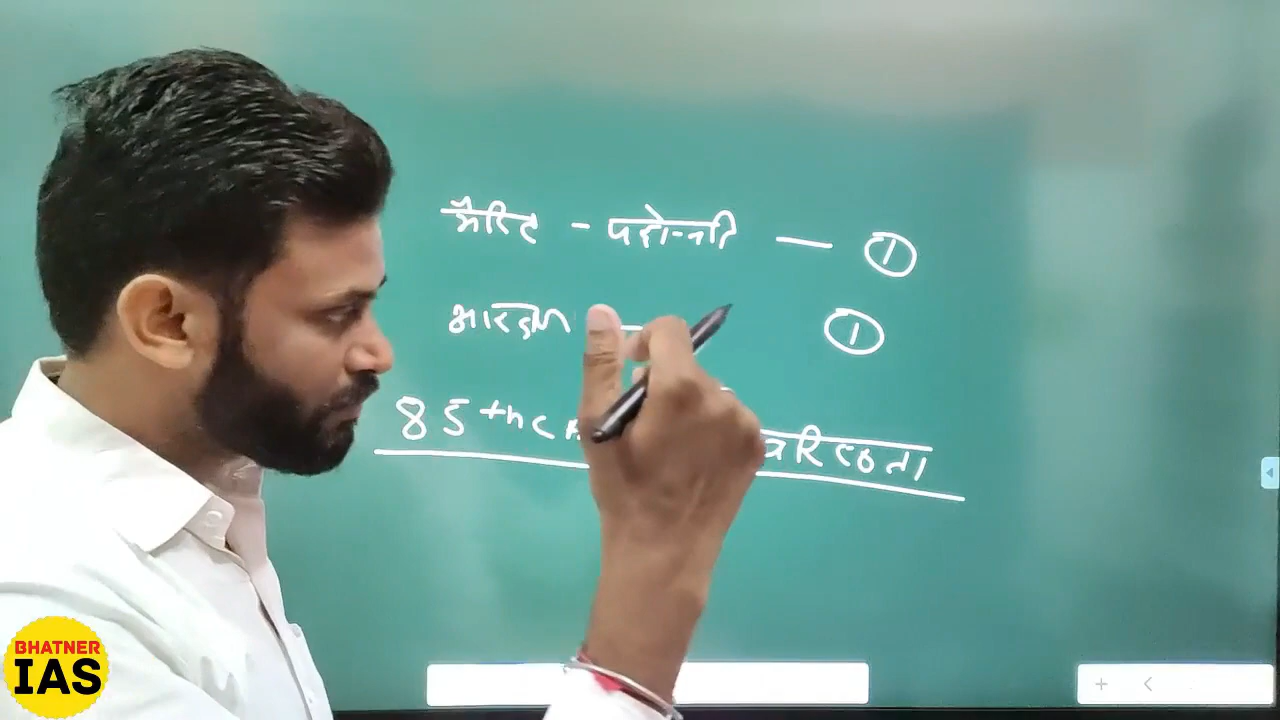 मैरिट - पदोन्नति — ①
आरक्षण — ①
85th C वरिष्ठता
BHATNER
IAS